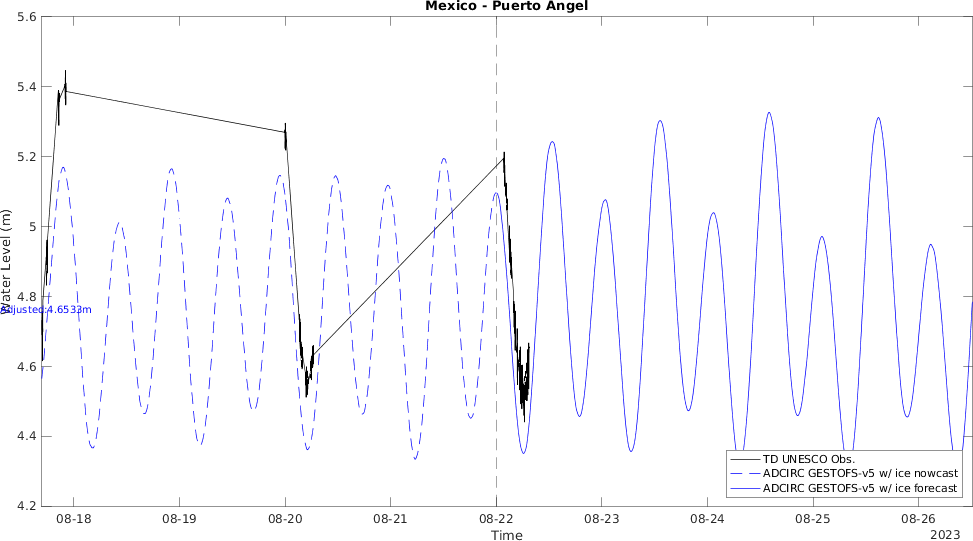 Mexico - Puerto Angel
5.6
5.4
5.2
5
4.8
4.6
4.4
4.2
Water Level (m)
Adjusted:4.6533m
TD UNESCO Obs.
ADCIRC GESTOFS-v5 w/ ice nowcast
ADCIRC GESTOFS-v5 w/ ice forecast
08-18 08-19 08-20 08-21 08-22 08-23 08-24 08-25 08-26
Time
2023